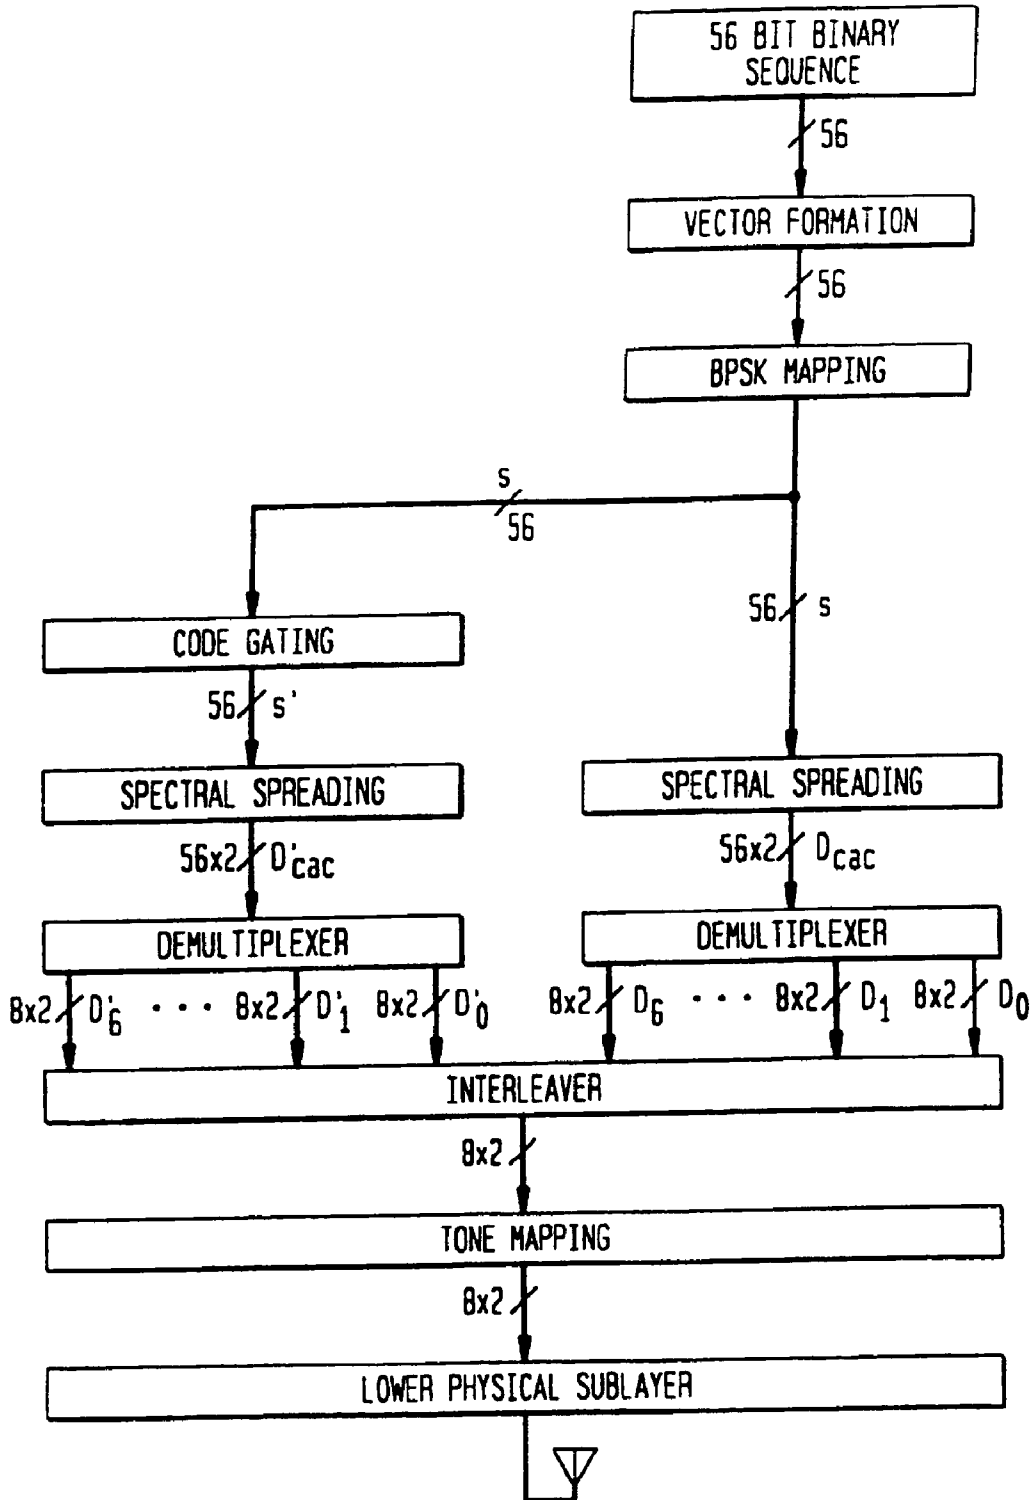 56 BIT BINARY
SEQUENCE
56
VECTOR FORMATION
56
BPSK MAPPING
s
56
56 s
CODE GATING
56 s'
SPECTRAL SPREADING
SPECTRAL SPREADING
56x2 D'cac
56x2 Dcac
DEMULTIPLEXER
DEMULTIPLEXER
8x2 D'6 ... 8x2 D'1 8x2 D'0
8x2 D6 ... 8x2 D1 8x2 D0
INTERLEAVER
8x2
TONE MAPPING
8x2
LOWER PHYSICAL SUBLAYER